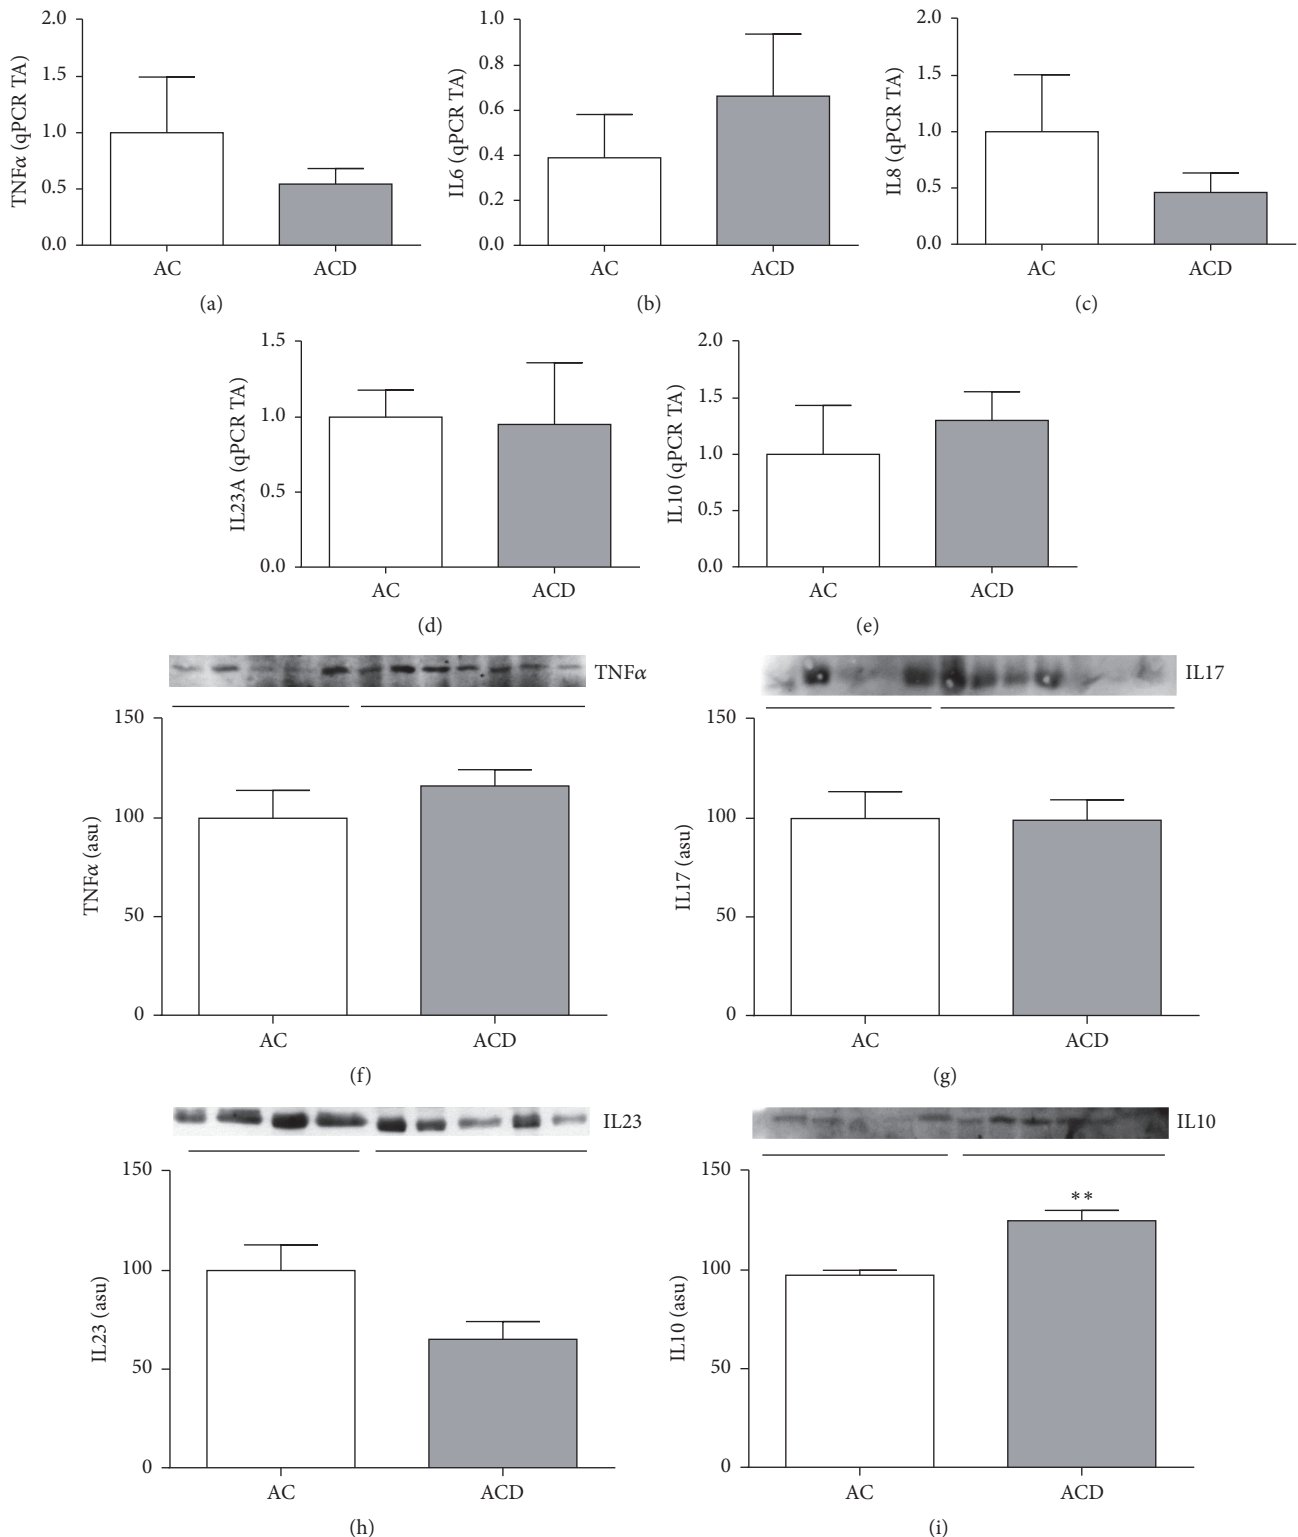 2.0
1.5
1.0
0.5
0.0
TNFα (qPCR TA)
AC
ACD
(a)
1.0
0.8
0.6
0.4
0.2
0.0
IL6 (qPCR TA)
AC
ACD
(b)
2.0
1.5
1.0
0.5
0.0
IL8 (qPCR TA)
AC
ACD
(c)
1.5
1.0
0.5
0.0
IL23A (qPCR TA)
AC
ACD
(d)
2.0
1.5
1.0
0.5
0.0
IL10 (qPCR TA)
AC
ACD
(e)
TNFα
150
100
50
0
TNFα (asu)
AC
ACD
(f)
IL17
150
100
50
0
IL17 (asu)
AC
ACD
(g)
IL23
150
100
50
0
IL23 (asu)
AC
ACD
(h)
IL10
150
100
50
0
IL10 (asu)
**
AC
ACD
(i)